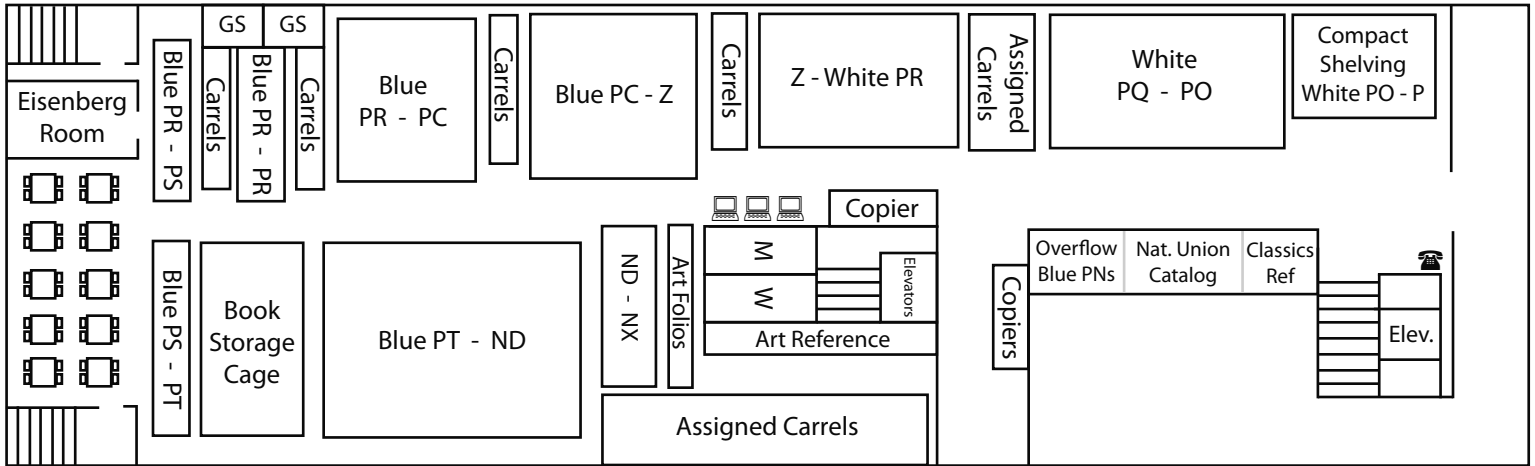 GS
GS
Eisenberg
Room
Blue PR - PS
Carrels
Blue PR - PR
Carrels
Blue
PR - PC
Carrels
Blue PC - Z
Carrels
Z - White PR
Assigned
Carrels
White
PQ - PO
Compact
Shelving
White PO - P
Blue PS - PT
Book
Storage
Cage
Blue PT - ND
ND - NX
Art Folios
Copier
M
W
Elevators
Art Reference
Assigned Carrels
Copiers
Overflow
Blue PNs
Nat. Union
Catalog
Classics
Ref
Elev.